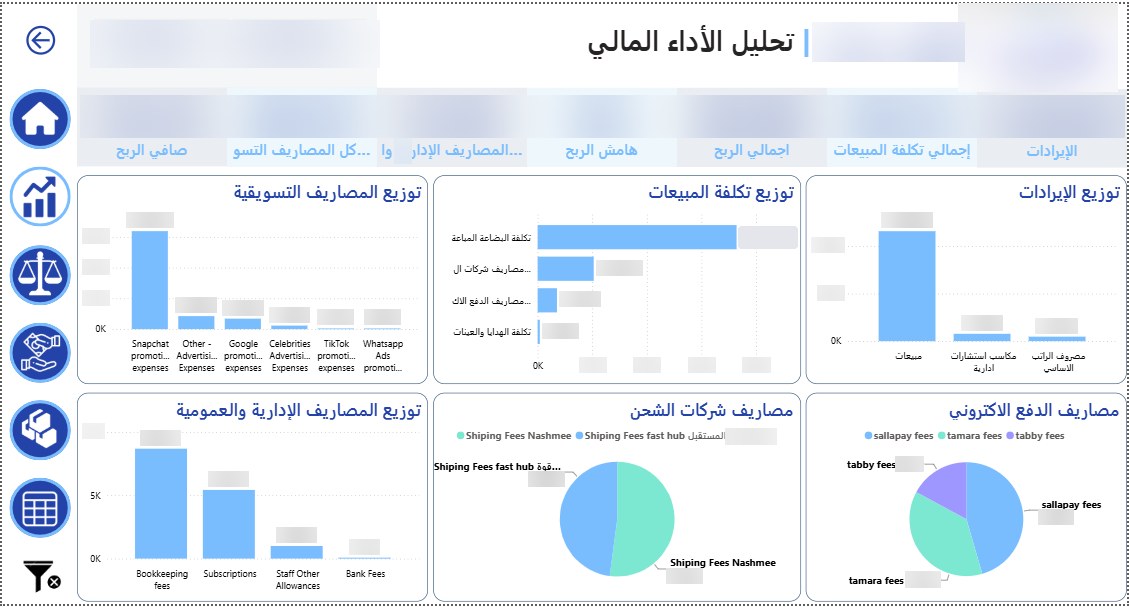 تحليل الأداء المالي
الإيرادات
إجمالي تكلفة المبيعات
اجمالي الربح
هامش الربح
المصاريف الإدار...
وا
كل المصاريف التسو...
صافي الربح
توزيع الإيرادات
0K
مبيعات
مكاسب استشارات ادارية
مصروف الراتب الاساسي
توزيع تكلفة المبيعات
تكلفة البضاعة المباعة
مصاريف شركات ال...
مصاريف الدفع الاك...
تكلفة الهدايا والعينات
0K
توزيع المصاريف التسويقية
0K
Snapchat promoti... expenses
Other - Advertisi... Expenses
Google promoti... expenses
Celebrities Advertisi... Expenses
TikTok promoti... expenses
Whatsapp Ads promoti...
مصاريف الدفع الاكتروني
sallapay fees
tamara fees
tabby fees
tabby fees
sallapay fees
tamara fees
مصاريف شركات الشحن
Shiping Fees Nashmee
Shiping Fees fast hub المستقبل
Shiping Fees fast hub قوة...
Shiping Fees Nashmee
توزيع المصاريف الإدارية والعمومية
5K
0K
Bookkeeping fees
Subscriptions
Staff Other Allowances
Bank Fees